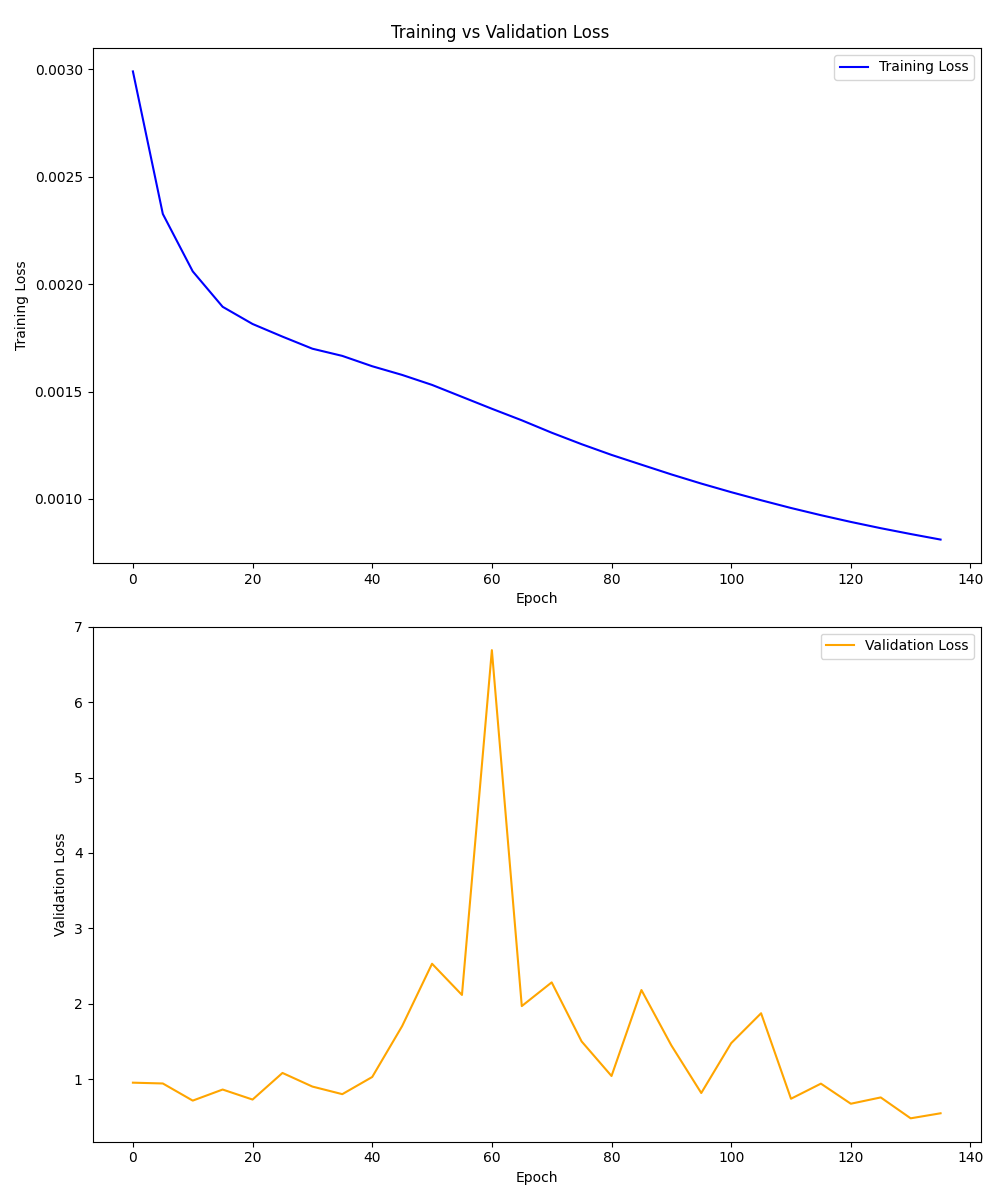 Training vs Validation Loss
Training Loss
0.0030
0.0025
0.0020
0.0015
0.0010
Training Loss
0 20 40 60 80 100 120 140
Epoch
Validation Loss
7
6
5
4
3
2
1
Validation Loss
0 20 40 60 80 100 120 140
Epoch